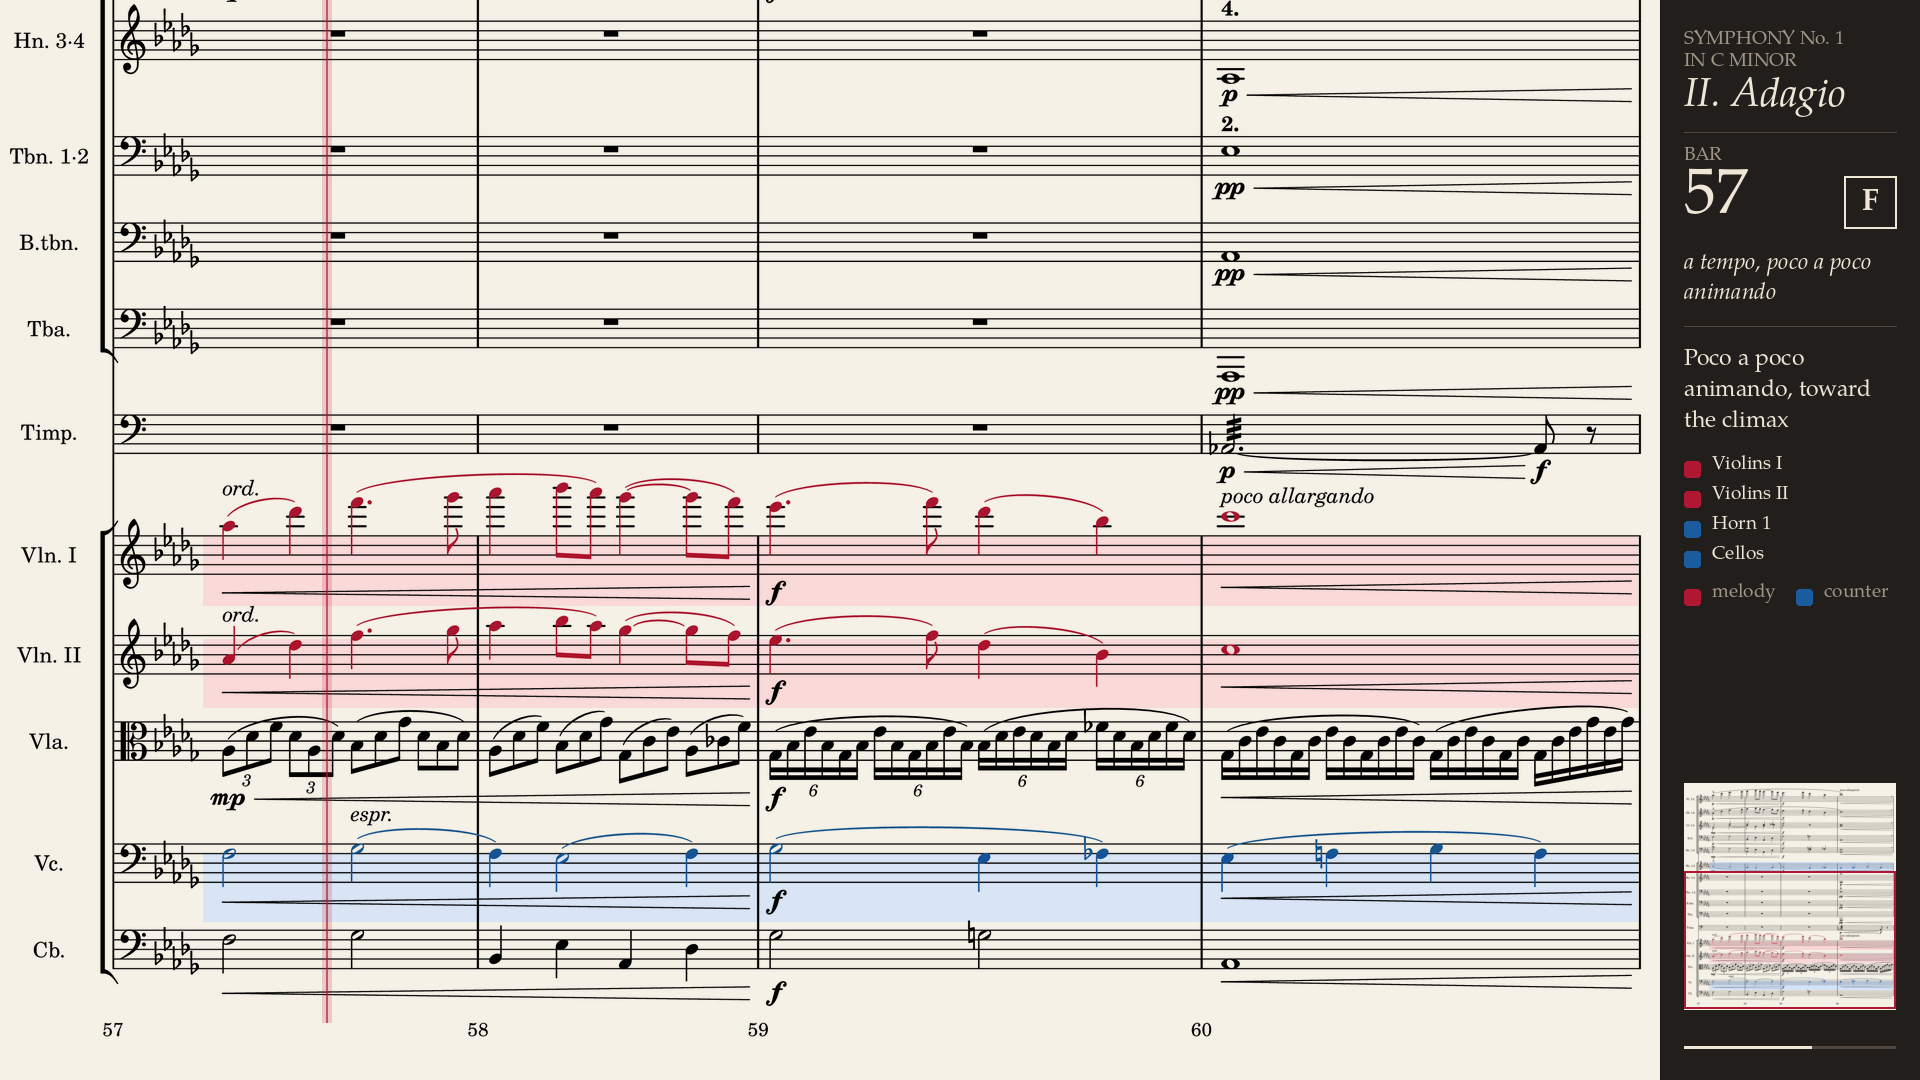 4.
Hn. 3·4
p
2.
Tbn. 1·2
pp
B.tbn.
pp
Tba.
pp
Timp.
p f
ord.
poco allargando
Vln. I
f
ord.
Vln. II
f
Vla.
3 3 6 6 6 6
mp f
espr.
Vc.
f
Cb.
f
57 58 59 60
SYMPHONY No. 1
IN C MINOR
II. Adagio
BAR
57
F
a tempo, poco a poco
animando
Poco a poco
animando, toward
the climax
Violins I
Violins II
Horn 1
Cellos
melody counter